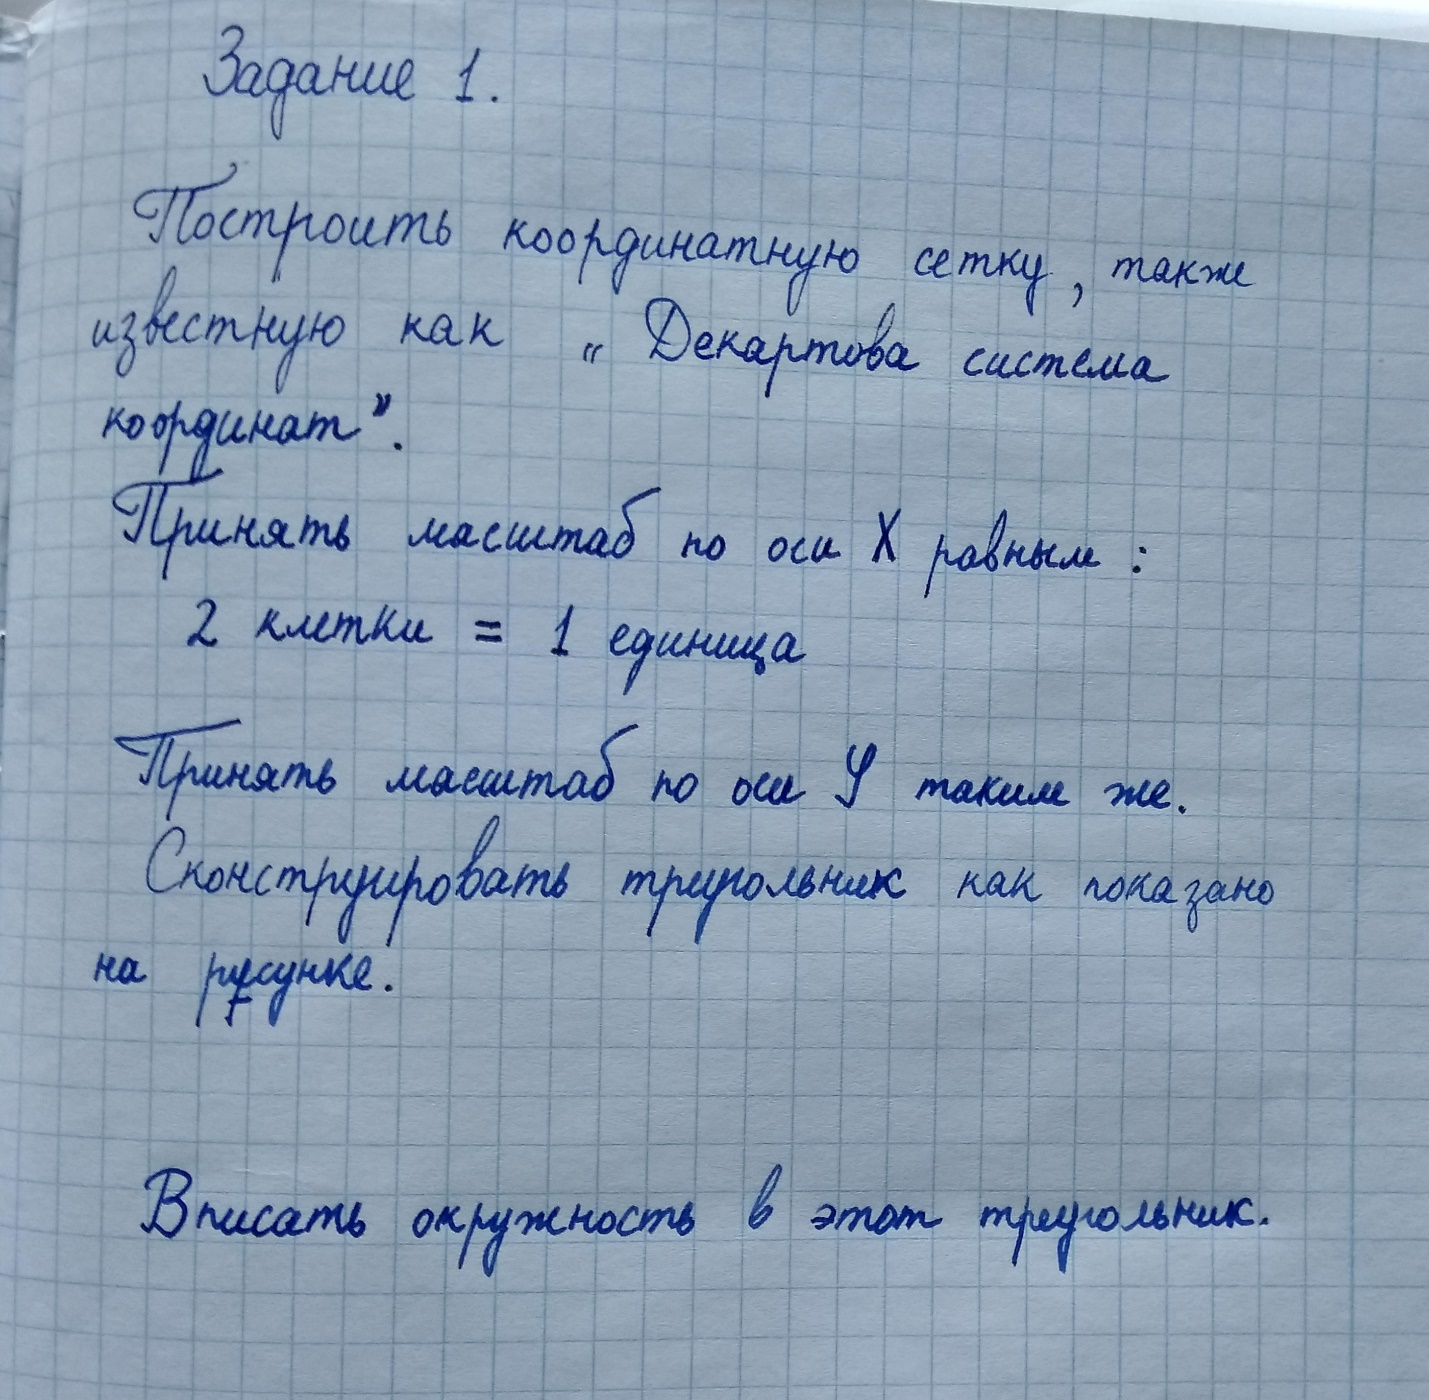 Задание 1.
Построить координатную сетку, также
известную как „Декартова система
координат”.
Принять масштаб по оси X равным:
2 клетки = 1 единица
Принять масштаб по оси У таким же.
Сконструировать треугольник как показано
на рисунке.
Вписать окружность в этот треугольник.